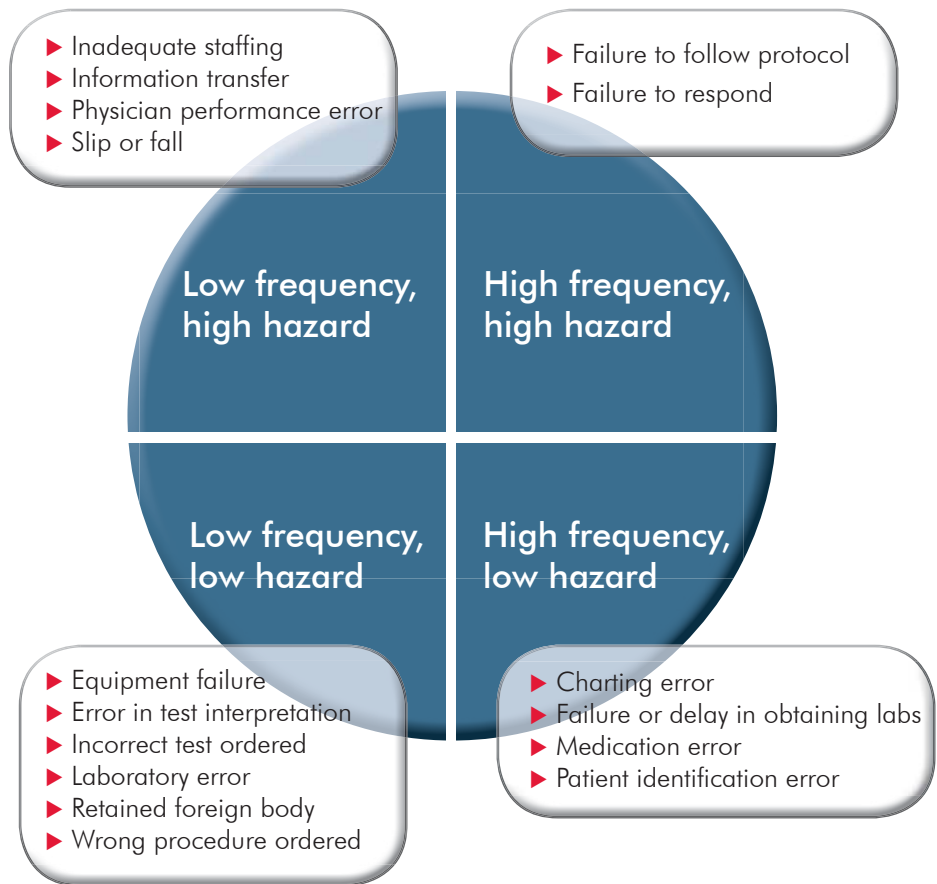 Inadequate staffing
Information transfer
Physician performance error
Slip or fall
Failure to follow protocol
Failure to respond
Low frequency,
high hazard
High frequency,
high hazard
Low frequency,
low hazard
High frequency,
low hazard
Equipment failure
Error in test interpretation
Incorrect test ordered
Laboratory error
Retained foreign body
Wrong procedure ordered
Charting error
Failure or delay in obtaining labs
Medication error
Patient identification error